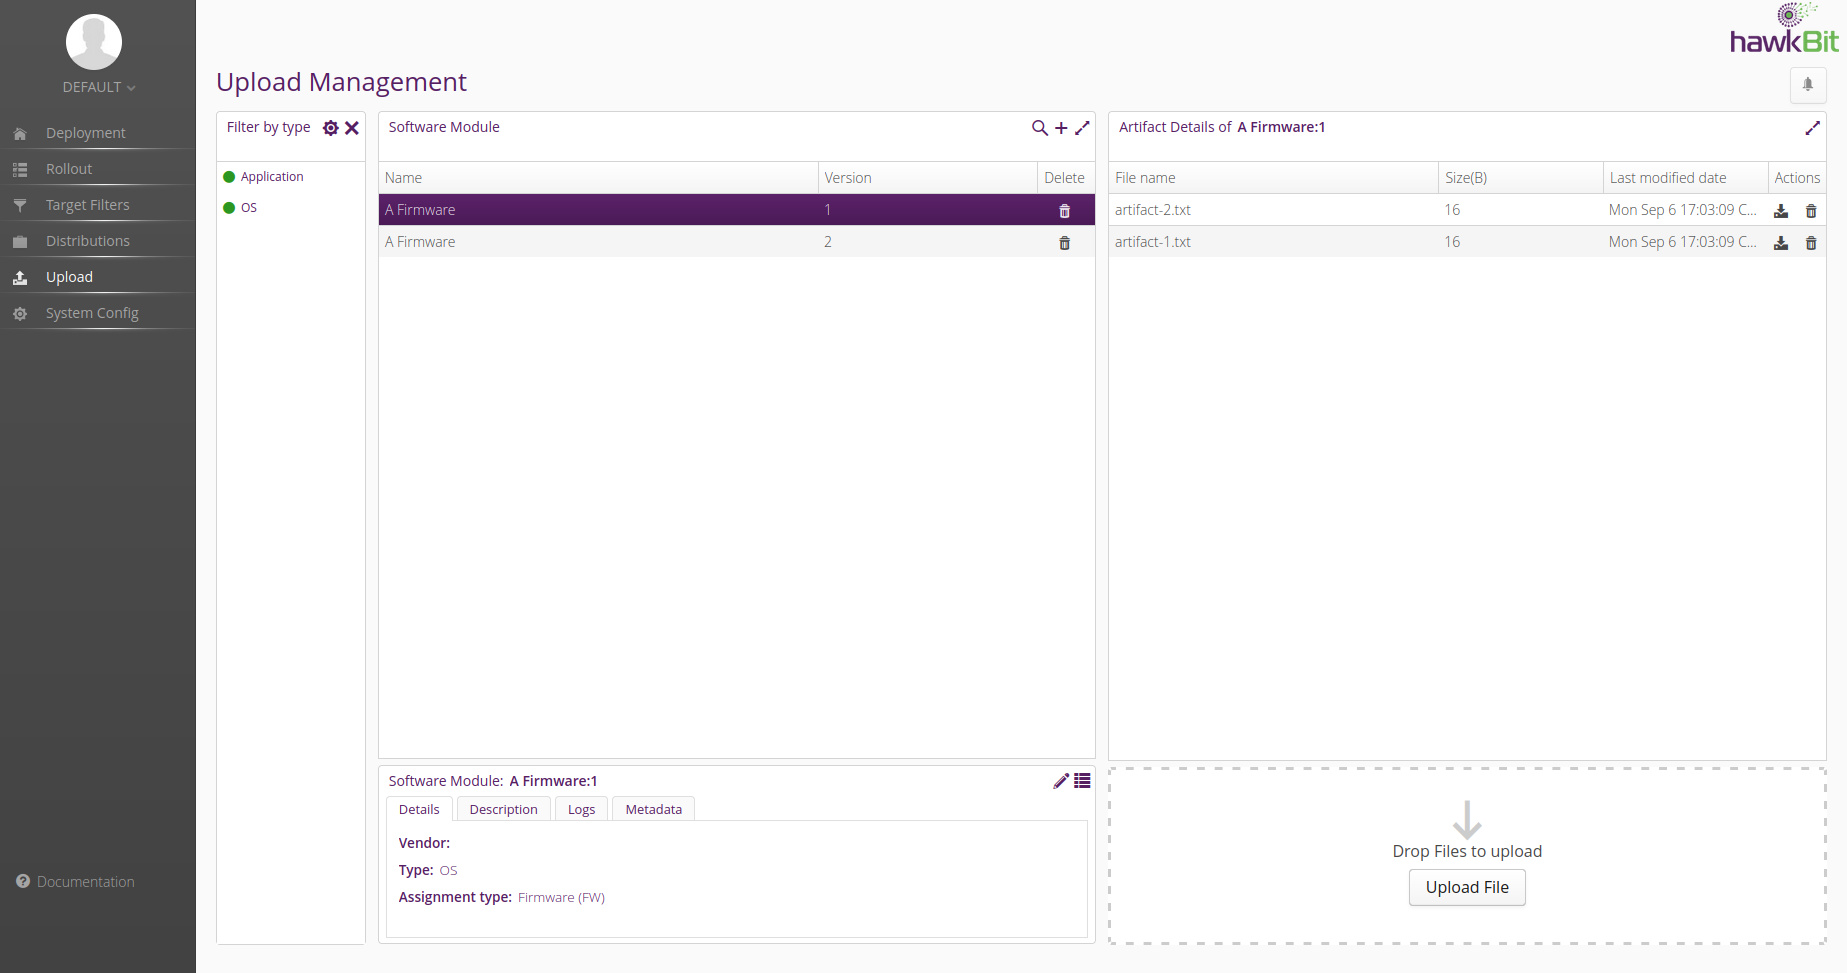 hawkBit
DEFAULT
Deployment
Rollout
Target Filters
Distributions
Upload
System Config
Documentation
Upload Management
Filter by type
Application
OS
Software Module
Name Version Delete
A Firmware 1
A Firmware 2
Software Module: A Firmware:1
Details Description Logs Metadata
Vendor:
Type: OS
Assignment type: Firmware (FW)
Artifact Details of A Firmware:1
File name Size(B) Last modified date Actions
artifact-2.txt 16 Mon Sep 6 17:03:09 C...
artifact-1.txt 16 Mon Sep 6 17:03:09 C...
Drop Files to upload
Upload File